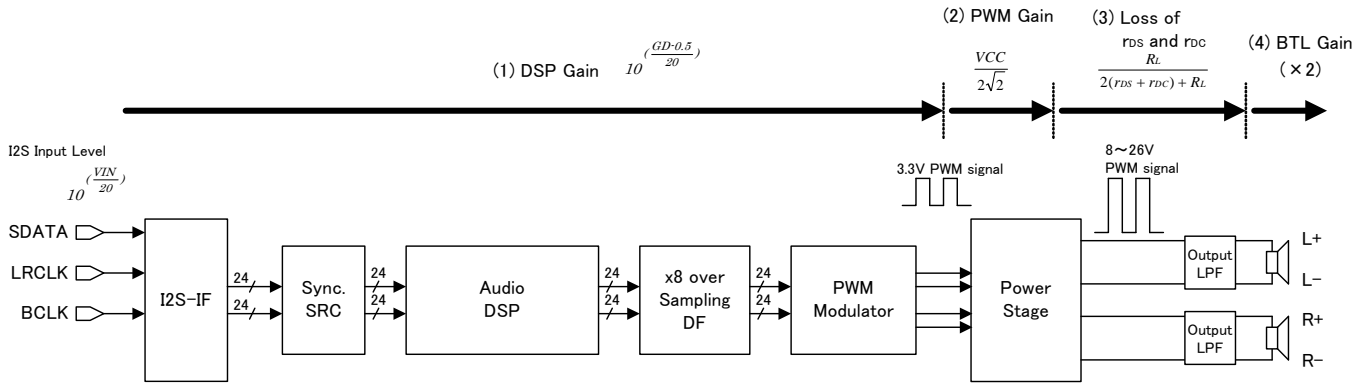 (1) DSP Gain 10^((GD-0.5)/20)
(2) PWM Gain
VCC
2√2
(3) Loss of
rDS and rDC
RL
2(rDS + rDC) + RL
(4) BTL Gain
(×2)
I2S Input Level
10^(VIN/20)
3.3V PWM signal
8～26V
PWM signal
SDATA
LRCLK
BCLK
I2S-IF
24
24
Sync.
SRC
24
24
Audio
DSP
24
24
x8 over
Sampling
DF
24
24
PWM
Modulator
Power
Stage
Output
LPF
L+
L-
Output
LPF
R+
R-